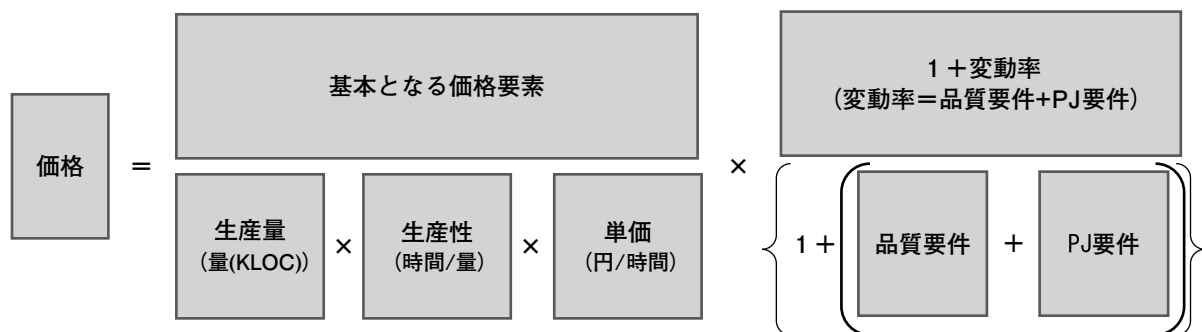 基本となる価格要素
1＋変動率
（変動率＝品質要件+PJ要件）
価格
＝
×
生産量
（量(KLOC)）
×
生産性
（時間/量）
×
単価
（円/時間）
1＋
品質要件
＋
PJ要件